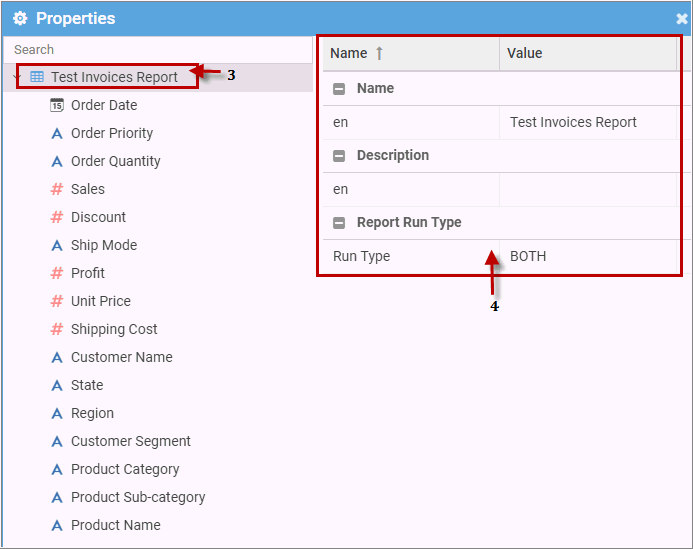 Properties
Search
Test Invoices Report
3
15 Order Date
Order Priority
Order Quantity
Sales
Discount
Ship Mode
Profit
Unit Price
Shipping Cost
Customer Name
State
Region
Customer Segment
Product Category
Product Sub-category
Product Name
Name Value
Name
en Test Invoices Report
Description
en
Report Run Type
Run Type BOTH
4